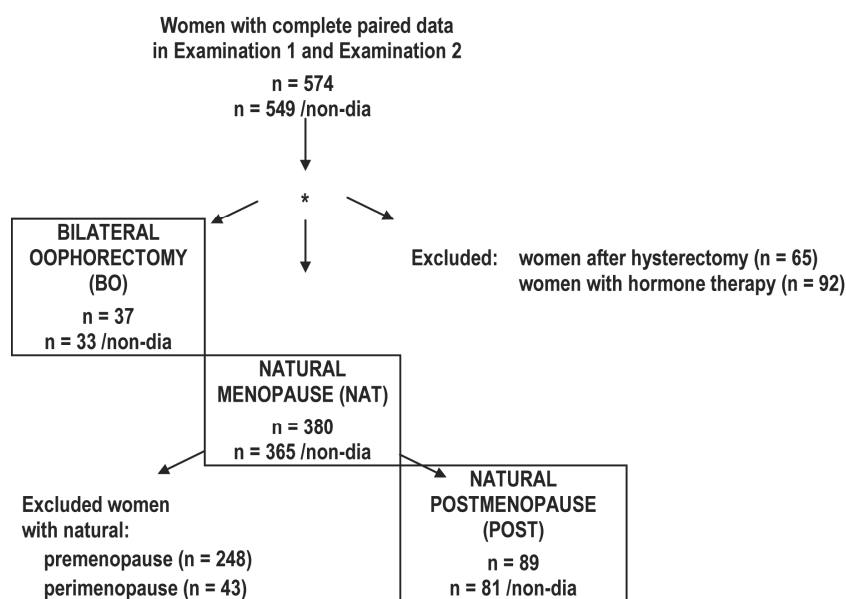 Women with complete paired data
in Examination 1 and Examination 2
n = 574
n = 549 /non-dia
*
BILATERAL
OOPHORECTOMY
(BO)
n = 37
n = 33 /non-dia
Excluded: women after hysterectomy (n = 65)
women with hormone therapy (n = 92)
NATURAL
MENOPAUSE (NAT)
n = 380
n = 365 /non-dia
Excluded women
with natural:
premenopause (n = 248)
perimenopause (n = 43)
NATURAL
POSTMENOPAUSE
(POST)
n = 89
n = 81 /non-dia